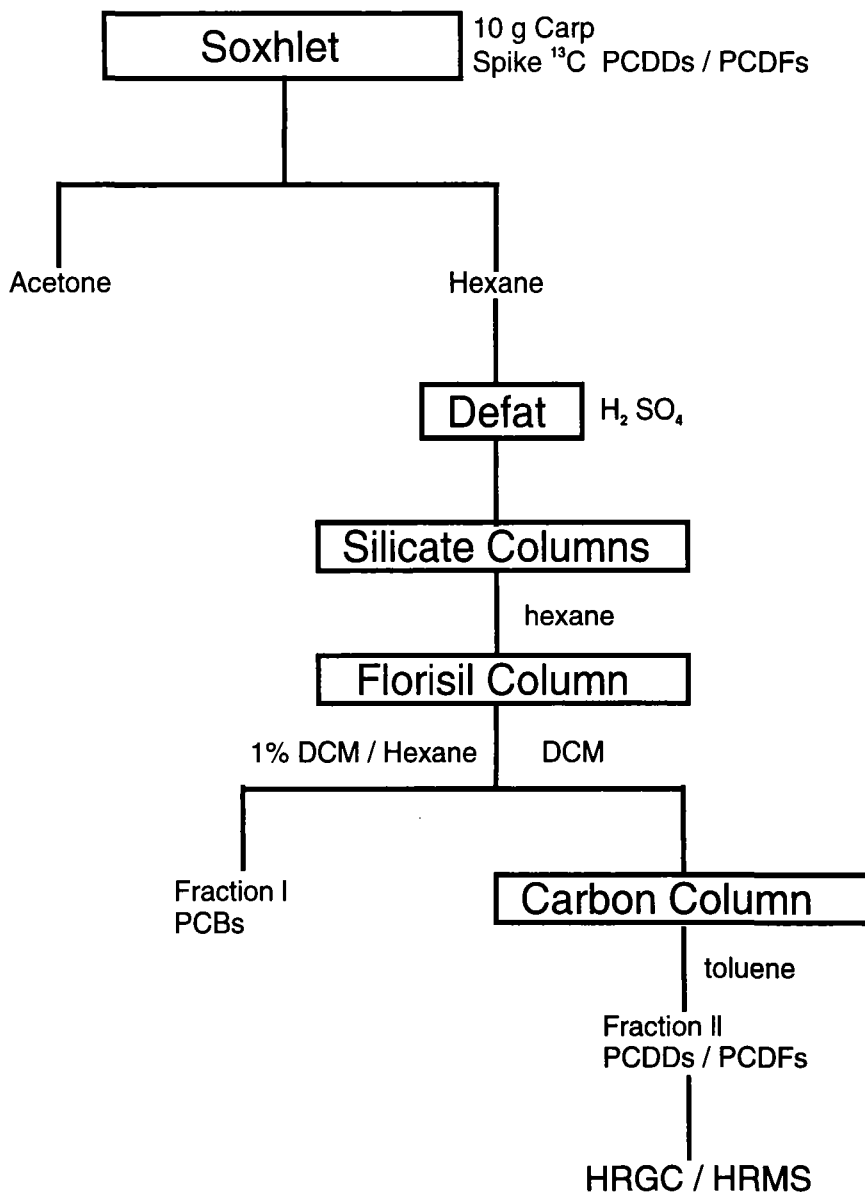 Soxhlet
10 g Carp
Spike ¹³C PCDDs / PCDFs
Acetone
Hexane
Defat
H₂ SO₄
Silicate Columns
hexane
Florisil Column
1% DCM / Hexane
DCM
Fraction I
PCBs
Carbon Column
toluene
Fraction II
PCDDs / PCDFs
HRGC / HRMS